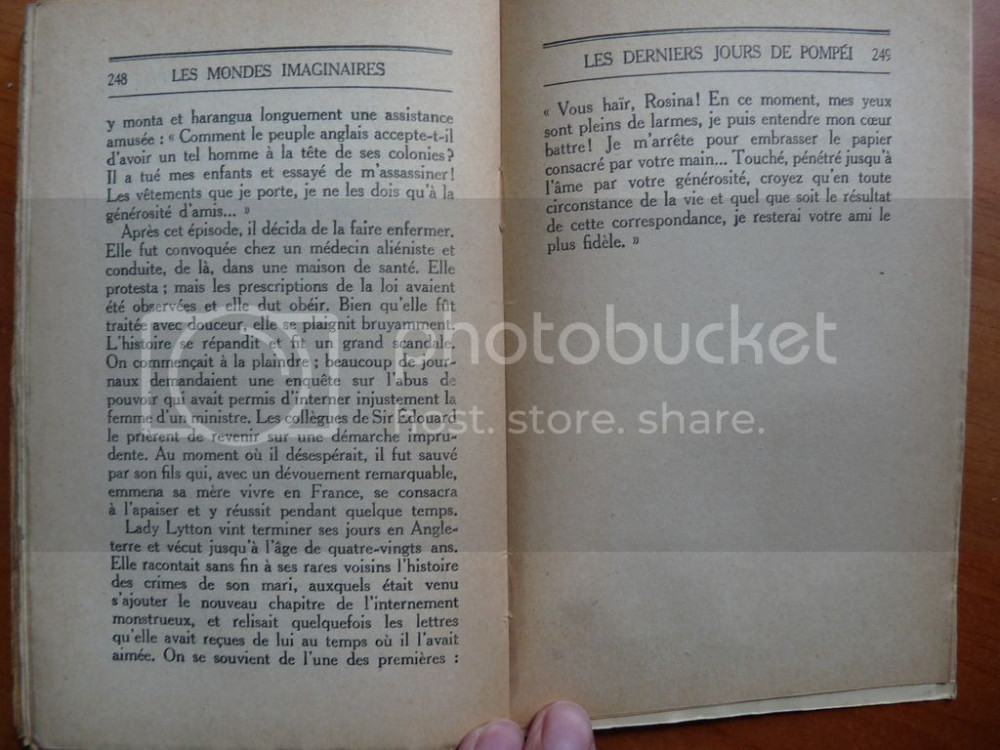 248 LES MONDES IMAGINAIRES
y monta et harangua longuement une assistance
amusée : « Comment le peuple anglais accepte-t-il
d'avoir un tel homme à la tête de ses colonies?
Il a tué mes enfants et essayé de m'assassiner!
Les vêtements que je porte, je ne les dois qu'à la
générosité d'amis... »
Après cet épisode, il décida de la faire enfermer.
Elle fut convoquée chez un médecin aliéniste et
conduite, de là, dans une maison de santé. Elle
protesta ; mais les prescriptions de la loi avaient
été observées et elle dut obéir. Bien qu'elle fût
traitée avec douceur, elle se plaignit bruyamment.
L'histoire se répandit et fit un grand scandale.
On commençait à la plaindre ; beaucoup de jour-
naux demandaient une enquête sur l'abus de
pouvoir qui avait permis d'interner injustement la
femme d'un ministre. Les collègues de Sir Edouard
le prièrent de revenir sur une démarche impru-
dente. Au moment où il désespérait, il fut sauvé
par son fils qui, avec un dévouement remarquable,
emmena sa mère vivre en France, se consacra
à l'apaiser et y réussit pendant quelque temps.
Lady Lytton vint terminer ses jours en Angle-
terre et vécut jusqu'à l'âge de quatre-vingts ans.
Elle racontait sans fin à ses rares voisins l'histoire
des crimes de son mari, auxquels était venu
s'ajouter le nouveau chapitre de l'internement
monstrueux, et relisait quelquefois les lettres
qu'elle avait reçues de lui au temps où il l'avait
aimée. On se souvient de l'une des premières :
LES DERNIERS JOURS DE POMPÉI 249
« Vous haïr, Rosina! En ce moment, mes yeux
sont pleins de larmes, je puis entendre mon cœur
battre! Je m'arrête pour embrasser le papier
consacré par votre main... Touché, pénétré jusqu'à
l'âme par votre générosité, croyez qu'en toute
circonstance de la vie et quel que soit le résultat
de cette correspondance, je resterai votre ami le
plus fidèle. »
photobucket
host. store. share.